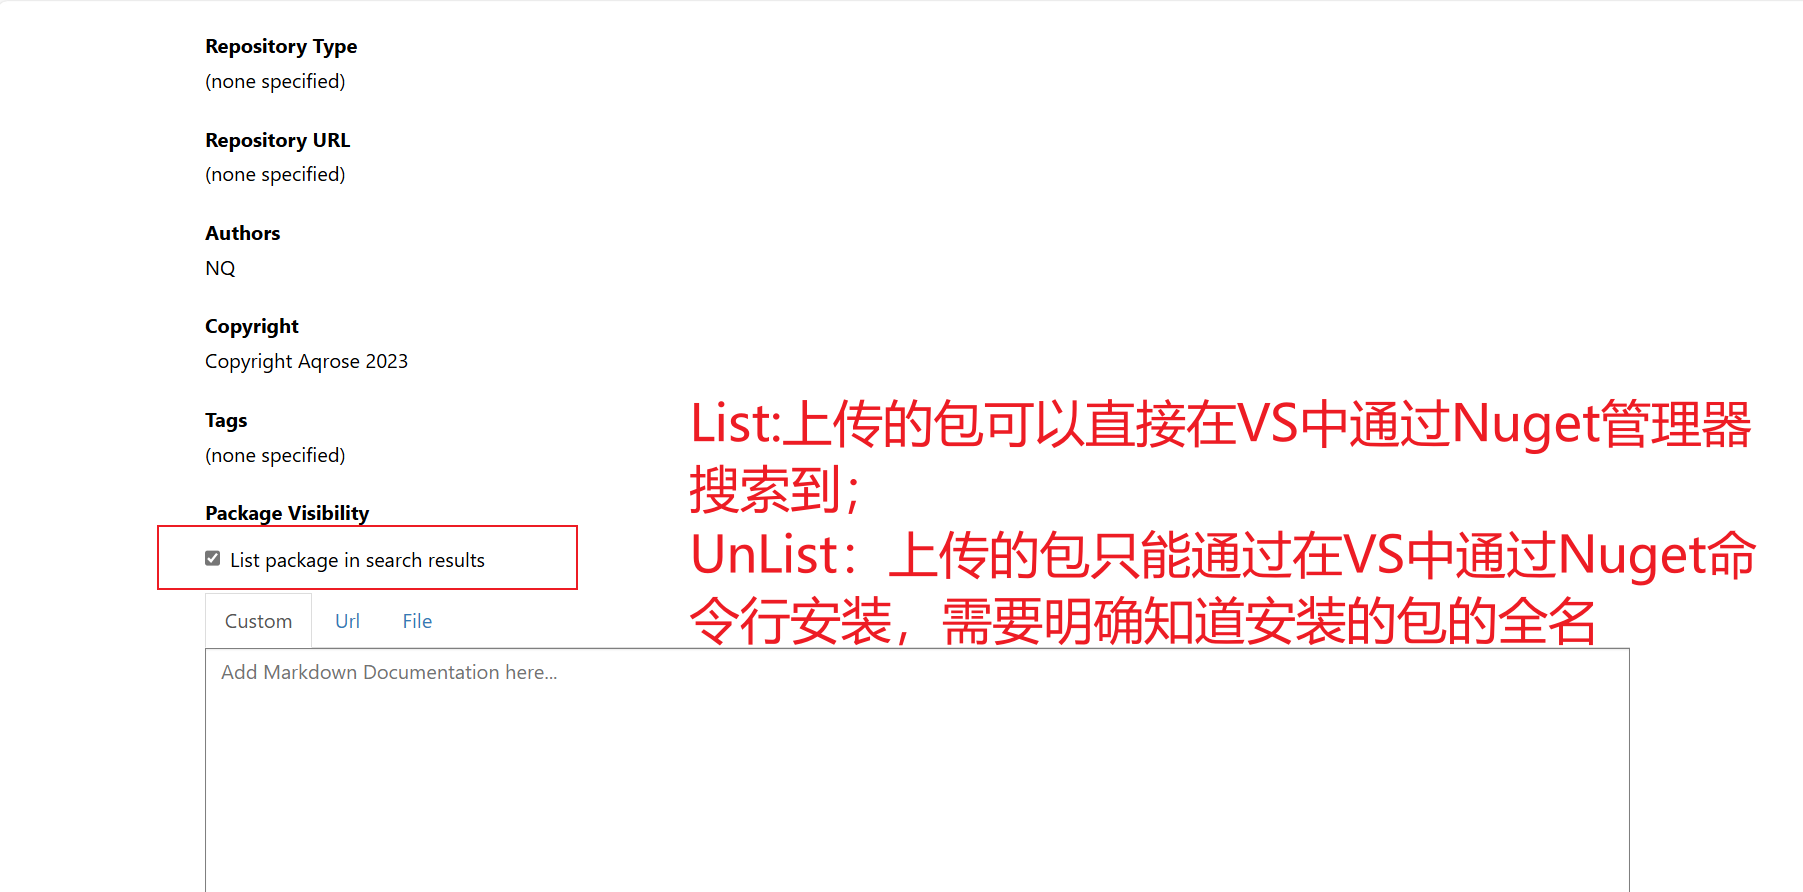 Repository Type
(none specified)
Repository URL
(none specified)
Authors
NQ
Copyright
Copyright Aqrose 2023
Tags
(none specified)
Package Visibility
List package in search results
List:上传的包可以直接在VS中通过Nuget管理器
搜索到；
UnList：上传的包只能通过在VS中通过Nuget命
令行安装，需要明确知道安装的包的全名
Custom Url File
Add Markdown Documentation here...